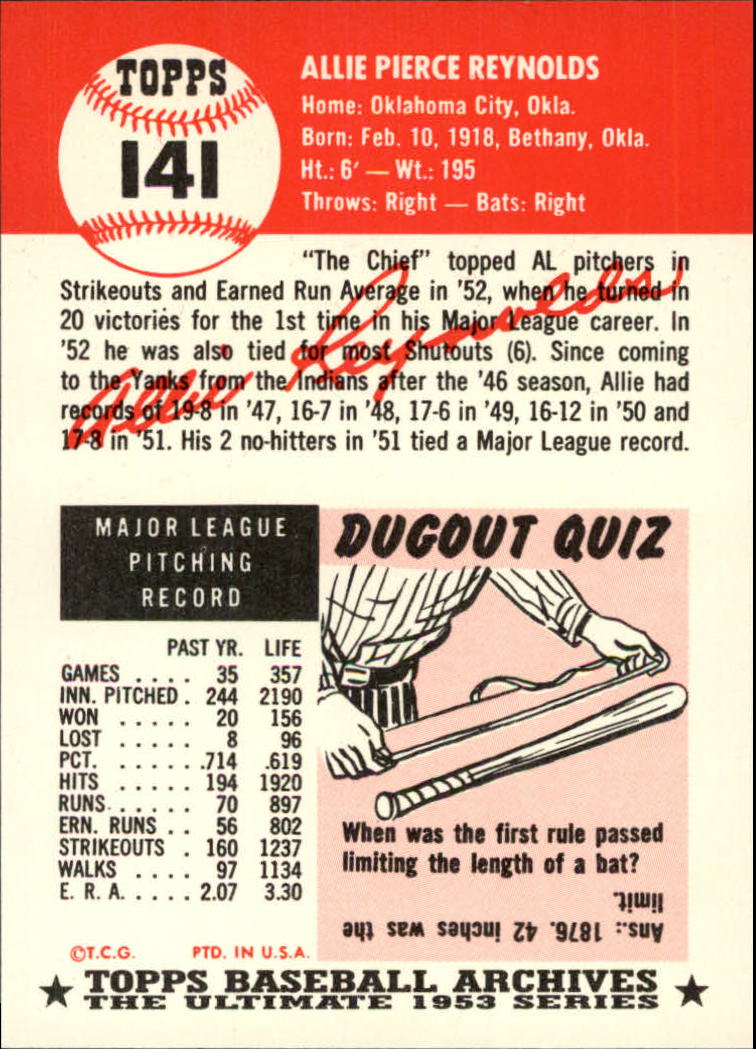 TOPPS
141
ALLIE PIERCE REYNOLDS
Home: Oklahoma City, Okla.
Born: Feb. 10, 1918, Bethany, Okla.
Ht.: 6' — Wt.: 195
Throws: Right — Bats: Right
"The Chief" topped AL pitchers in
Strikeouts and Earned Run Average in '52, when he turned in
20 victories for the 1st time in his Major League career. In
'52 he was also tied for most Shutouts (6). Since coming
to the Yanks from the Indians after the '46 season, Allie had
records of 19-8 in '47, 16-7 in '48, 17-6 in '49, 16-12 in '50 and
17-8 in '51. His 2 no-hitters in '51 tied a Major League record.
Allie Reynolds
MAJOR LEAGUE
PITCHING
RECORD
PAST YR. LIFE
GAMES . . . . 35 357
INN. PITCHED . 244 2190
WON . . . . . 20 156
LOST . . . . . 8 96
PCT. . . . . . .714 .619
HITS . . . . . 194 1920
RUNS . . . . . 70 897
ERN. RUNS . . 56 802
STRIKEOUTS . 160 1237
WALKS . . . . 97 1134
E. R. A. . . . . 2.07 3.30
DUGOUT QUIZ
When was the first rule passed
limiting the length of a bat?
Ans.: 1876. 42 inches was the
limit.
©T.C.G. PTD. IN U.S.A.
TOPPS BASEBALL ARCHIVES
THE ULTIMATE 1953 SERIES